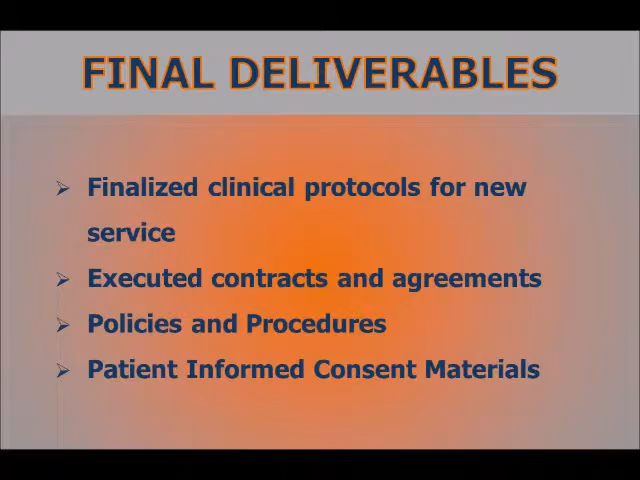 FINAL DELIVERABLES
Finalized clinical protocols for new
service
Executed contracts and agreements
Policies and Procedures
Patient Informed Consent Materials